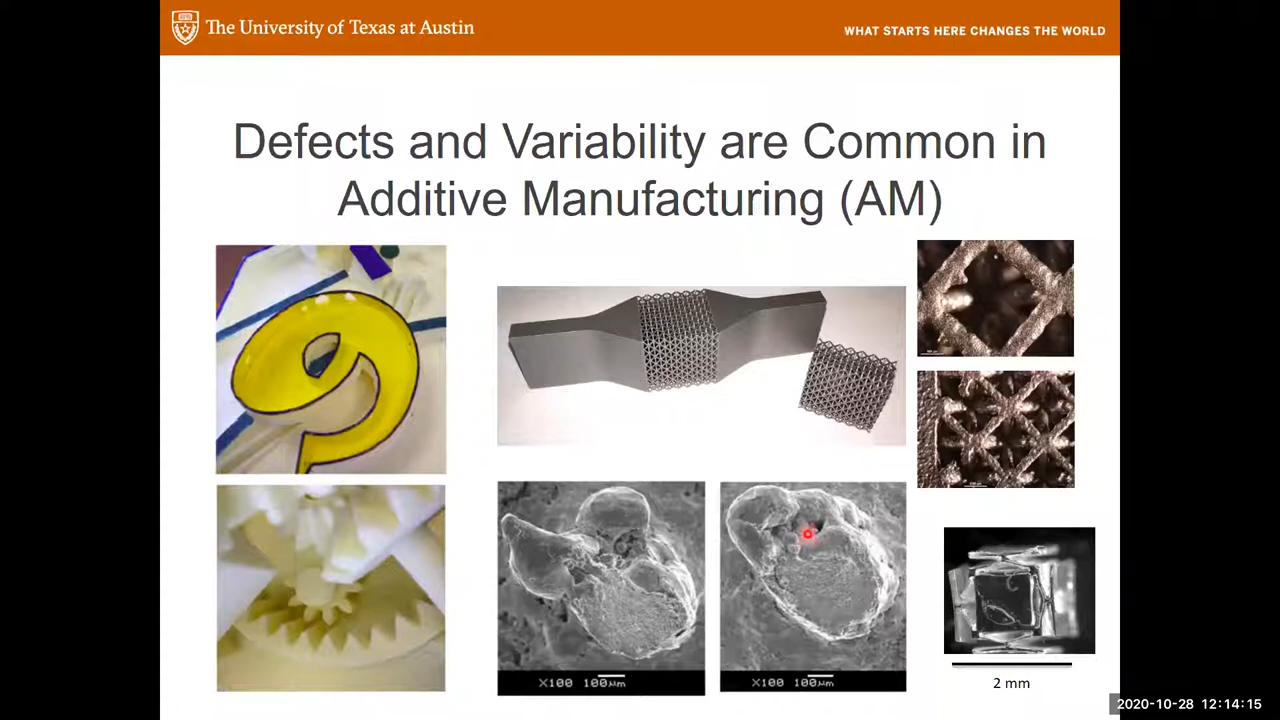 The University of Texas at Austin
WHAT STARTS HERE CHANGES THE WORLD
Defects and Variability are Common in
Additive Manufacturing (AM)
9
X100 100µm
X100 100µm
2 mm
2020-10-28 12:14:15